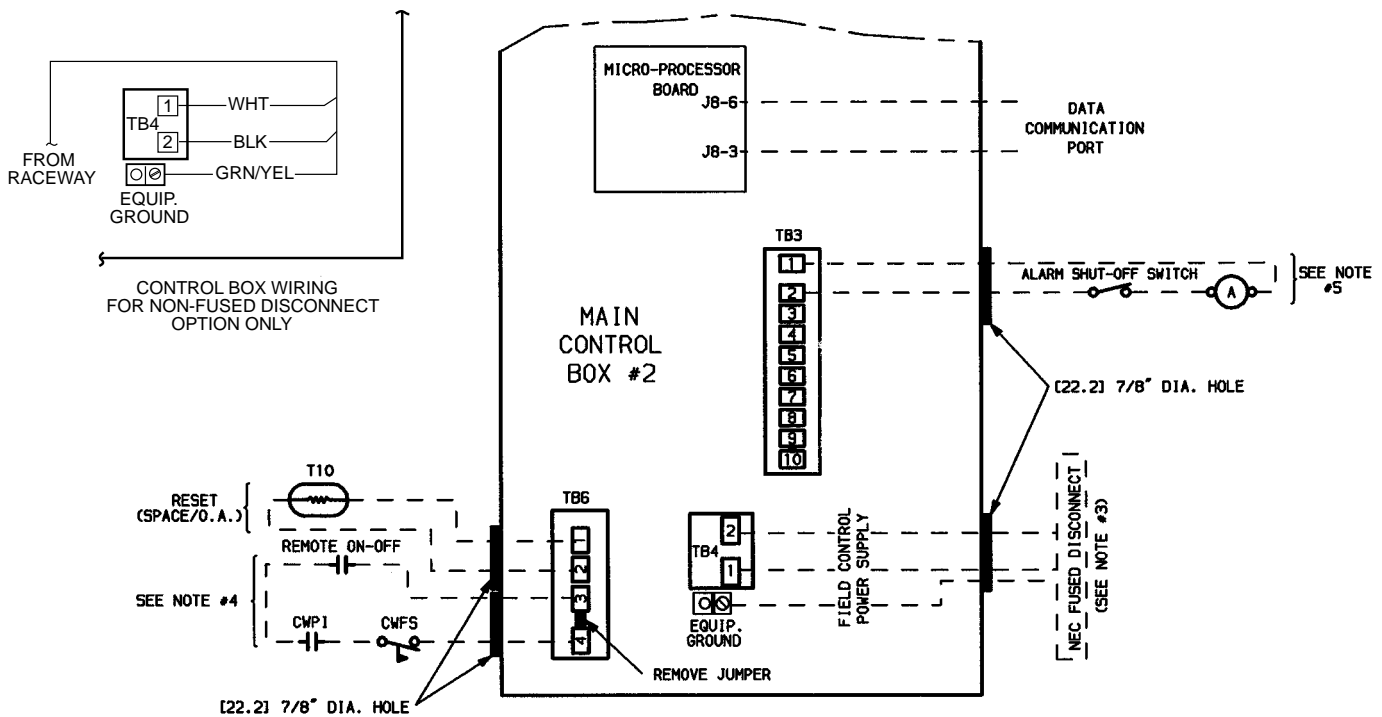 1
WHT
TB4
2
BLK
FROM
RACEWAY
GRN/YEL
EQUIP.
GROUND
CONTROL BOX WIRING
FOR NON-FUSED DISCONNECT
OPTION ONLY
MICRO-PROCESSOR
BOARD
J8-6
J8-3
DATA
COMMUNICATION
PORT
TB3
1
2
3
4
5
6
7
8
9
10
ALARM SHUT-OFF SWITCH
A
SEE NOTE
#5
MAIN
CONTROL
BOX #2
[22.2] 7/8" DIA. HOLE
T10
RESET
(SPACE/O.A.)
REMOTE ON-OFF
SEE NOTE #4
CWPI
CWFS
TB6
1
2
3
4
REMOVE JUMPER
[22.2] 7/8" DIA. HOLE
2
TB4
1
EQUIP.
GROUND
FIELD CONTROL
POWER SUPPLY
NEC FUSED DISCONNECT
(SEE NOTE #3)